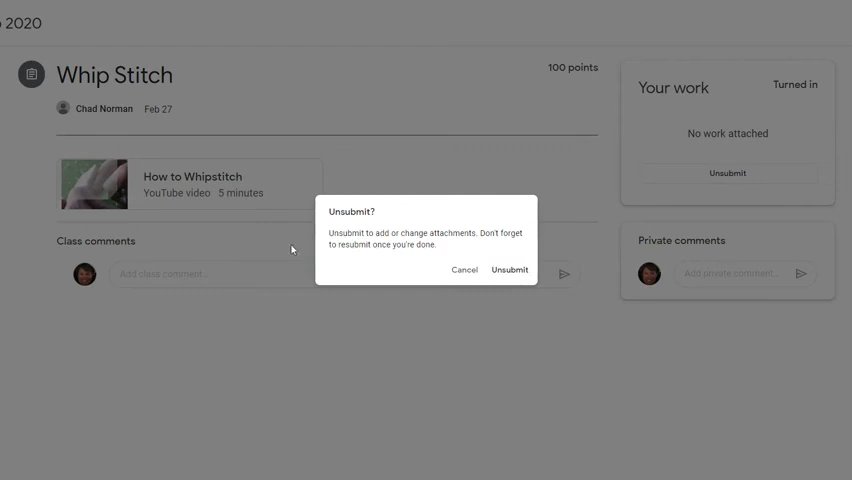 2020
Whip Stitch
100 points
Chad Norman Feb 27
How to Whipstitch
YouTube video 5 minutes
Class comments
Add class comment...
Unsubmit?
Unsubmit to add or change attachments. Don't forget
to resubmit once you're done.
Cancel Unsubmit
Your work Turned in
No work attached
Unsubmit
Private comments
Add private comment...